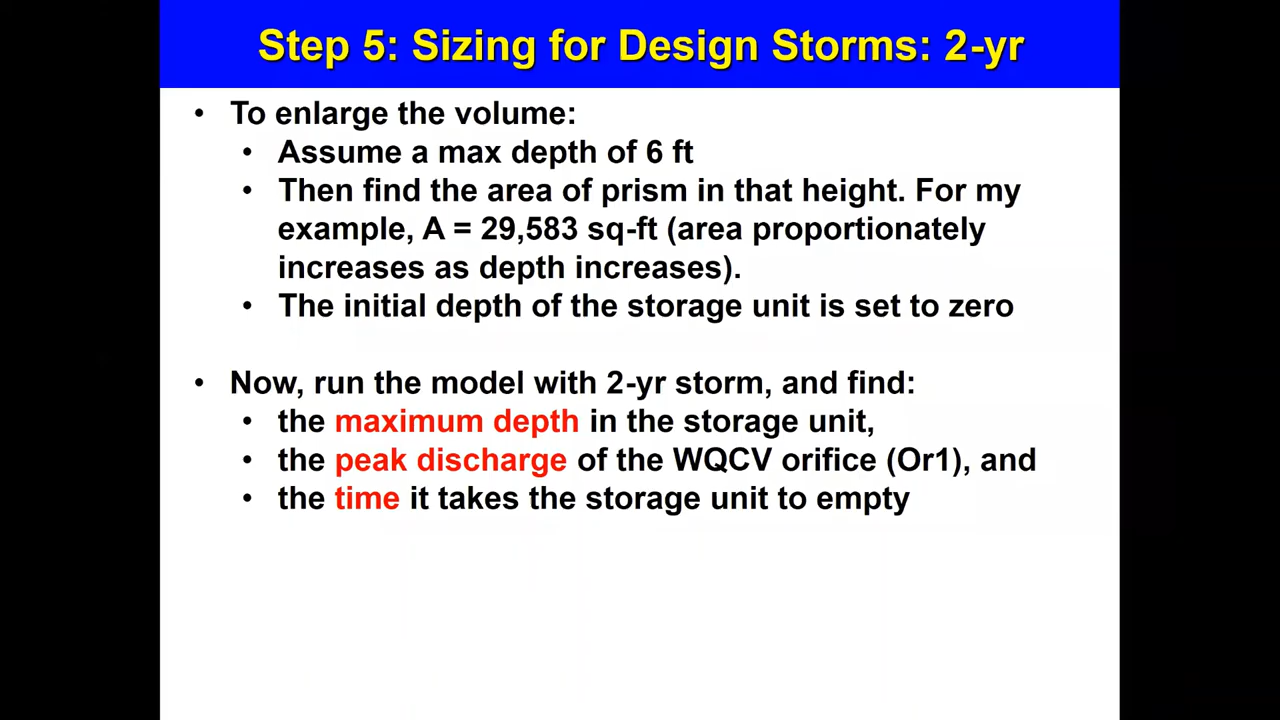 Step 5: Sizing for Design Storms: 2-yr
• To enlarge the volume:
• Assume a max depth of 6 ft
• Then find the area of prism in that height. For my
example, A = 29,583 sq-ft (area proportionately
increases as depth increases).
• The initial depth of the storage unit is set to zero
• Now, run the model with 2-yr storm, and find:
• the maximum depth in the storage unit,
• the peak discharge of the WQCV orifice (Or1), and
• the time it takes the storage unit to empty